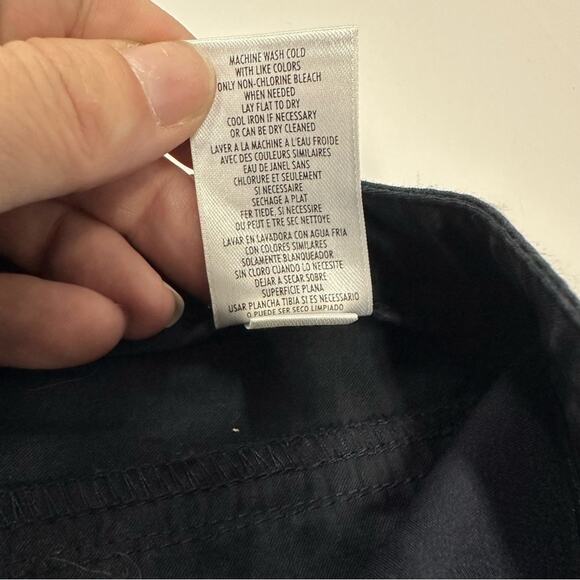 MACHINE WASH COLD
WITH LIKE COLORS
ONLY NON-CHLORINE BLEACH
WHEN NEEDED
LAY FLAT TO DRY
COOL IRON IF NECESSARY
OR CAN BE DRY CLEANED
LAVER A LA MACHINE A L'EAU FROIDE
AVEC DES COULEURS SIMILAIRES
EAU DE JANEL SANS
CHLORURE ET SEULEMENT
SI NECESSAIRE
SECHAGE A PLAT
FER TIEDE, SI NECESSAIRE
OU PEUT E TRE SEC NETTOYE
LAVAR EN LAVADORA CON AGUA FRIA
CON COLORES SIMILARES
SOLAMENTE BLANQUEADOR
SIN CLORO CUANDO LO NECESITE
DEJAR A SECAR SOBRE
SUPERFICIE PLANA
USAR PLANCHA TIBIA SI ES NECESSARIO
O PUEDE SER SECO LIMPIADO